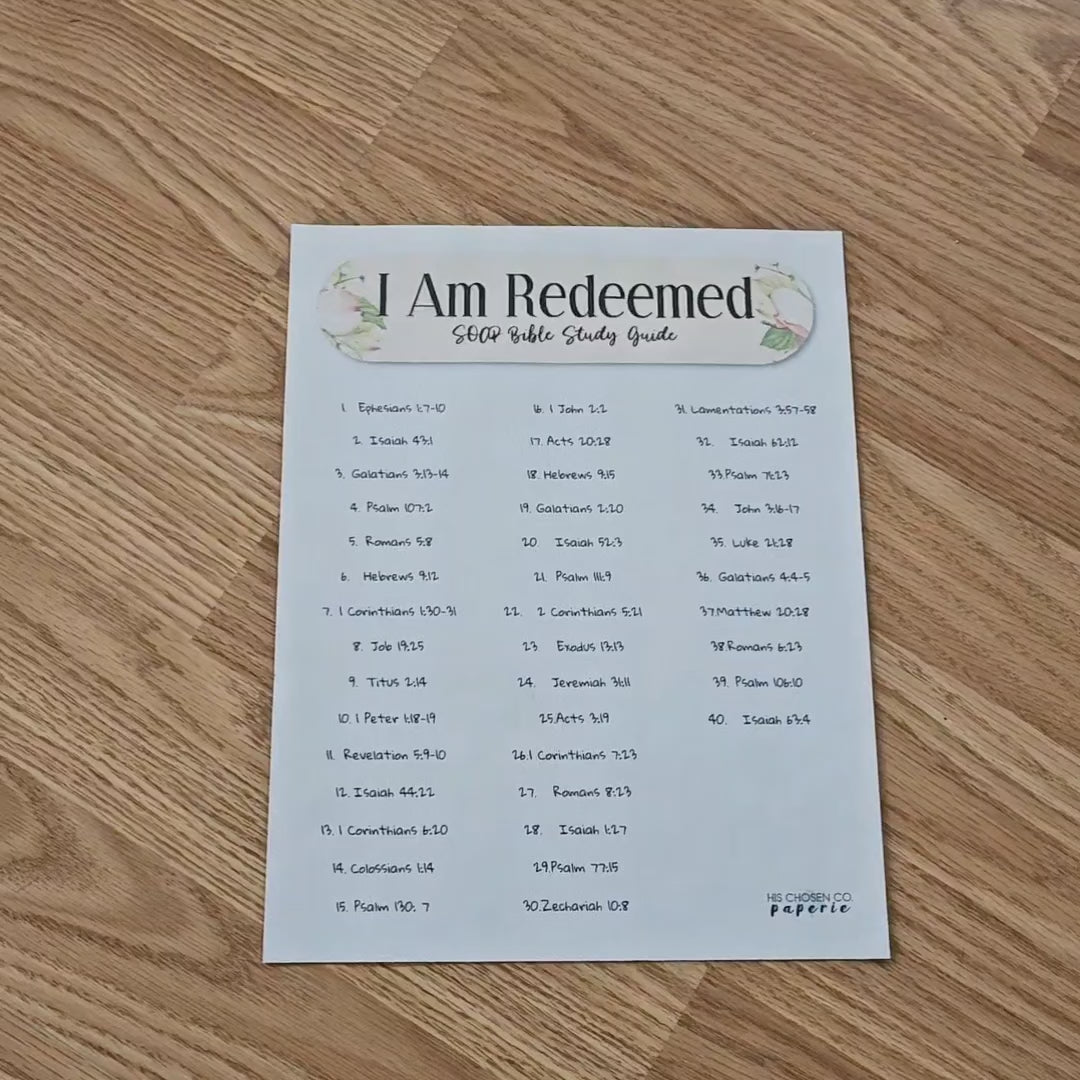 I Am Redeemed
SOAP Bible Study Guide
1. Ephesians 1:7-10
2. Isaiah 43:1
3. Galatians 3:13-14
4. Psalm 107:2
5. Romans 5:8
6. Hebrews 9:12
7. 1 Corinthians 1:30-31
8. Job 19:25
9. Titus 2:14
10. 1 Peter 1:18-19
11. Revelation 5:9-10
12. Isaiah 44:22
13. 1 Corinthians 6:20
14. Colossians 1:14
15. Psalm 130: 7
16. 1 John 2:2
17. Acts 20:28
18. Hebrews 9:15
19. Galatians 2:20
20. Isaiah 52:3
21. Psalm 111:9
22. 2 Corinthians 5:21
23. Exodus 13:13
24. Jeremiah 31:11
25.Acts 3:19
26.1 Corinthians 7:23
27. Romans 8:23
28. Isaiah 1:27
29.Psalm 77:15
30.Zechariah 10:8
31. Lamentations 3:57-58
32. Isaiah 62:12
33.Psalm 71:23
34. John 3:16-17
35. Luke 21:28
36. Galatians 4:4-5
37.Matthew 20:28
38.Romans 6:23
39. Psalm 106:10
40. Isaiah 63:4
HIS CHOSEN CO.
paperie